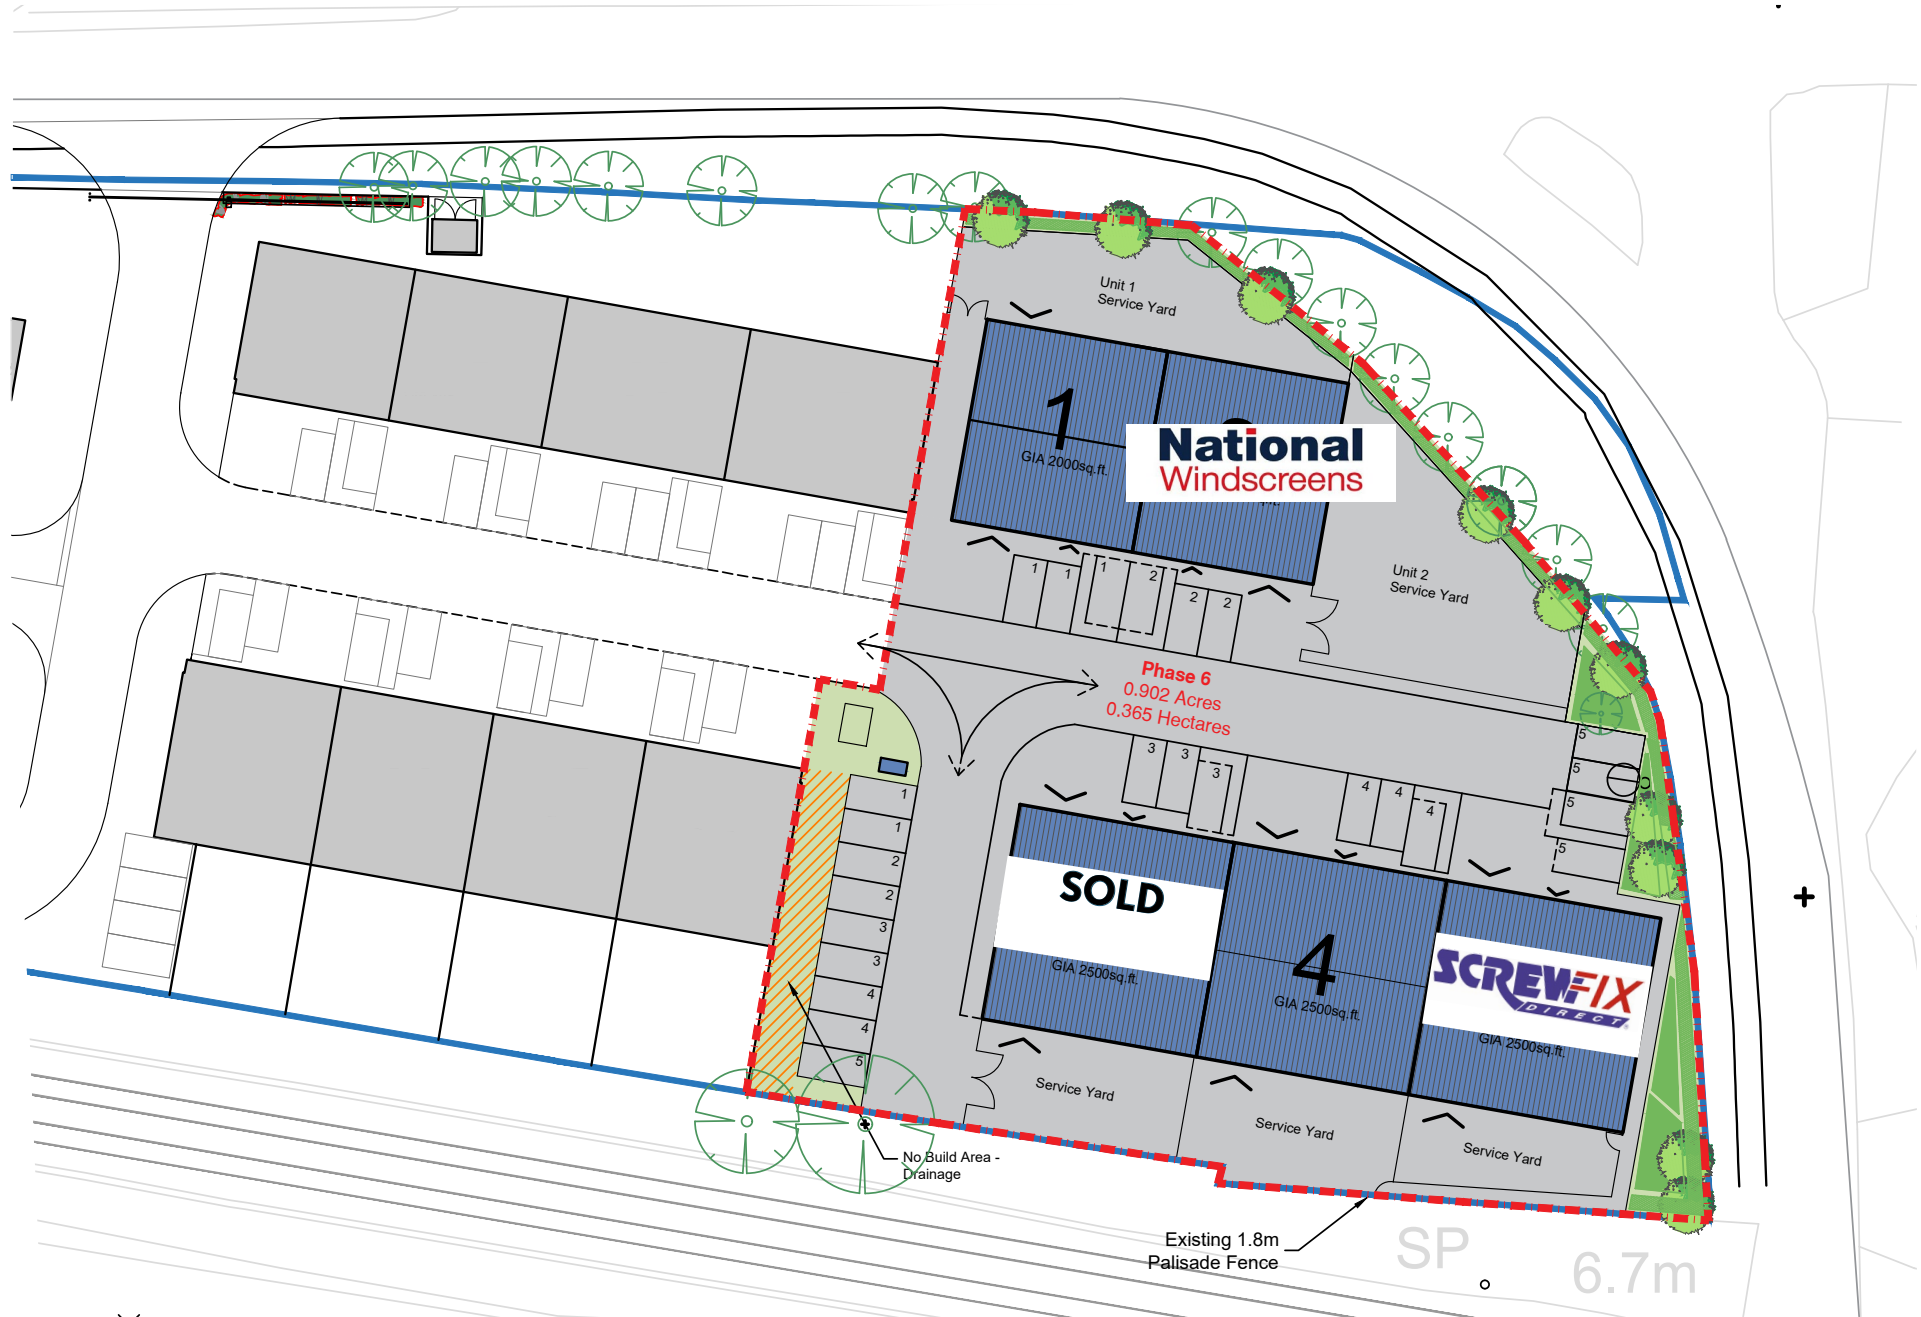 Unit 1
Service Yard
1
GIA 2000sq.ft.
National
Windscreens
Unit 2
Service Yard
1
1
1
2
2
2
Phase 6
0.902 Acres
0.365 Hectares
3
3
3
4
4
4
5
5
5
5
1
1
2
2
3
3
4
4
5
SOLD
GIA 2500sq.ft.
4
GIA 2500sq.ft.
SCREWFIX
DIRECT
GIA 2500sq.ft.
Service Yard
Service Yard
Service Yard
No Build Area -
Drainage
Existing 1.8m
Palisade Fence
SP
6.7m